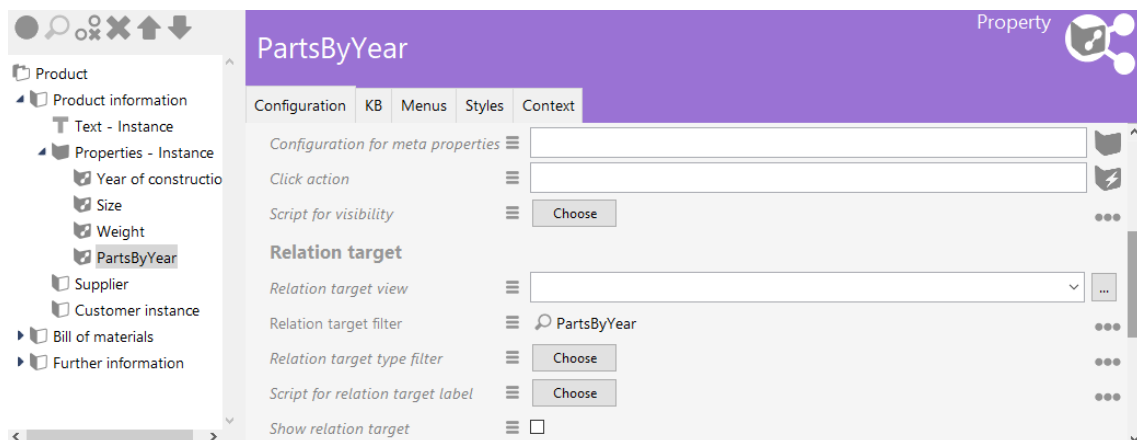 Property
PartsByYear
Product
Product information
Text - Instance
Properties - Instance
Year of constructio
Size
Weight
PartsByYear
Supplier
Customer instance
Bill of materials
Further information
Configuration KB Menus Styles Context
Configuration for meta properties
Click action
Script for visibility Choose
Relation target
Relation target view ...
Relation target filter PartsByYear
Relation target type filter Choose
Script for relation target label Choose
Show relation target